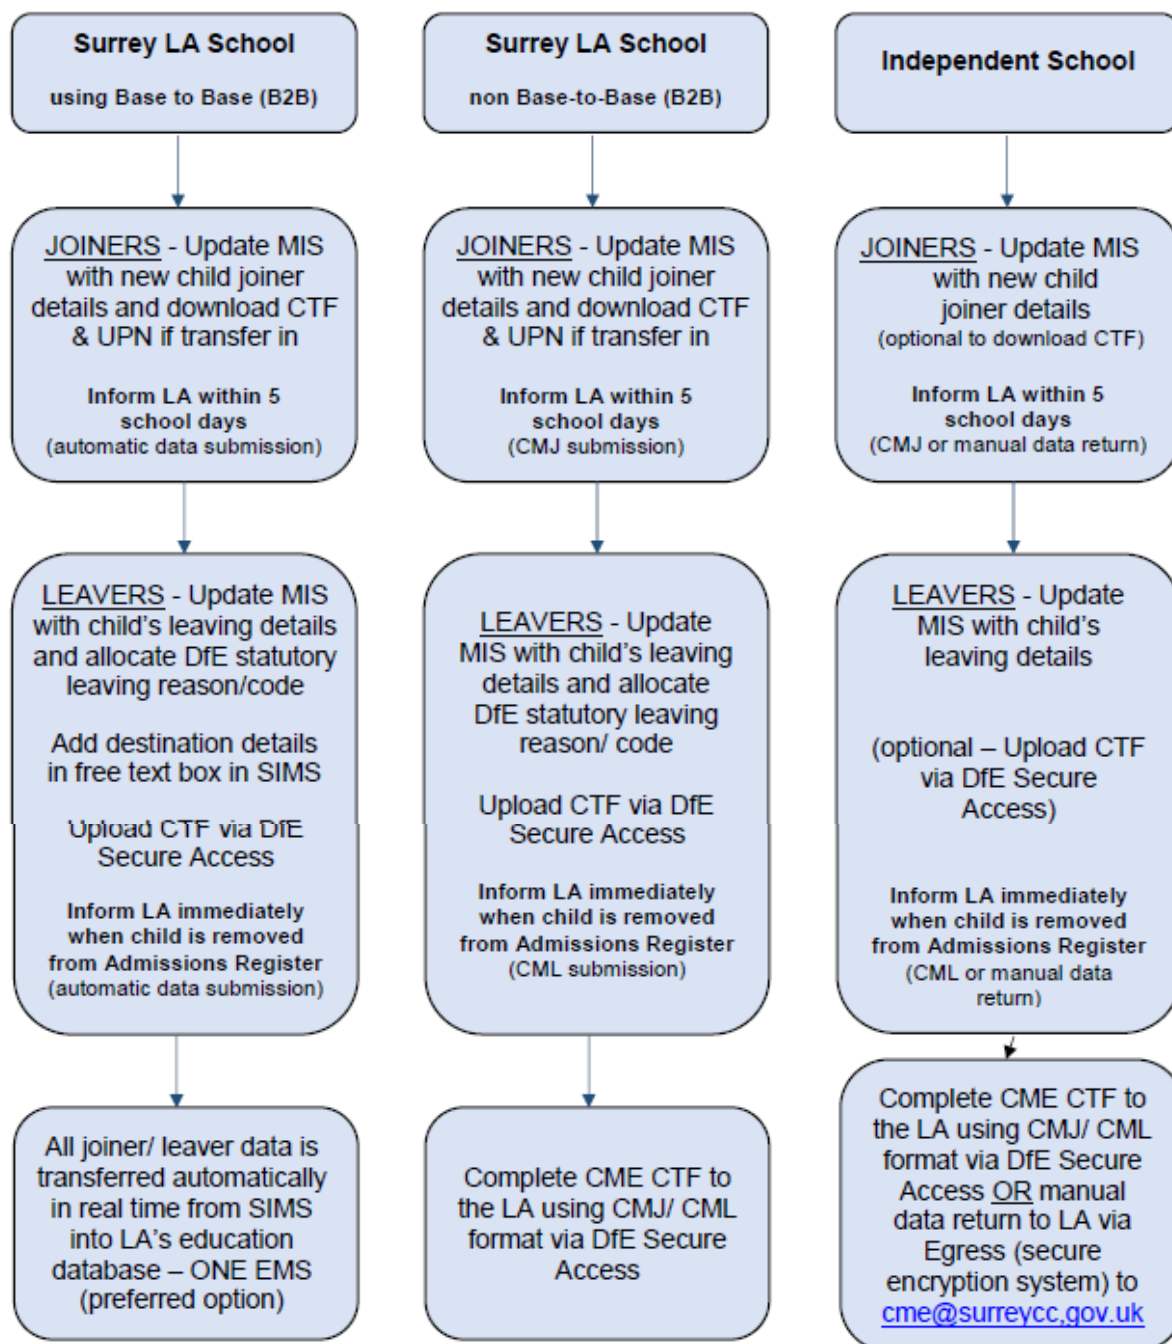 Surrey LA School
using Base to Base (B2B)
JOINERS - Update MIS
with new child joiner
details and download CTF
& UPN if transfer in
Inform LA within 5
school days
(automatic data submission)
LEAVERS - Update MIS
with child's leaving details
and allocate DfE statutory
leaving reason/code
Add destination details
in free text box in SIMS
Upload CTF via DfE
Secure Access
Inform LA immediately
when child is removed
from Admissions Register
(automatic data submission)
All joiner/ leaver data is
transferred automatically
in real time from SIMS
into LA's education
database – ONE EMS
(preferred option)
Surrey LA School
non Base-to-Base (B2B)
JOINERS - Update MIS
with new child joiner
details and download CTF
& UPN if transfer in
Inform LA within 5
school days
(CMJ submission)
LEAVERS - Update
MIS with child's leaving
details and allocate
DfE statutory leaving
reason/ code
Upload CTF via DfE
Secure Access
Inform LA immediately
when child is removed
from Admissions Register
(CML submission)
Complete CME CTF to
the LA using CMJ/ CML
format via DfE Secure
Access
Independent School
JOINERS - Update MIS
with new child
joiner details
(optional to download CTF)
Inform LA within 5
school days
(CMJ or manual data return)
LEAVERS - Update
MIS with child's
leaving details
(optional – Upload CTF
via DfE Secure
Access)
Inform LA immediately
when child is removed
from Admissions Register
(CML or manual data
return)
Complete CME CTF to
the LA using CMJ/ CML
format via DfE Secure
Access OR manual
data return to LA via
Egress (secure
encryption system) to
cme@surreycc,gov.uk